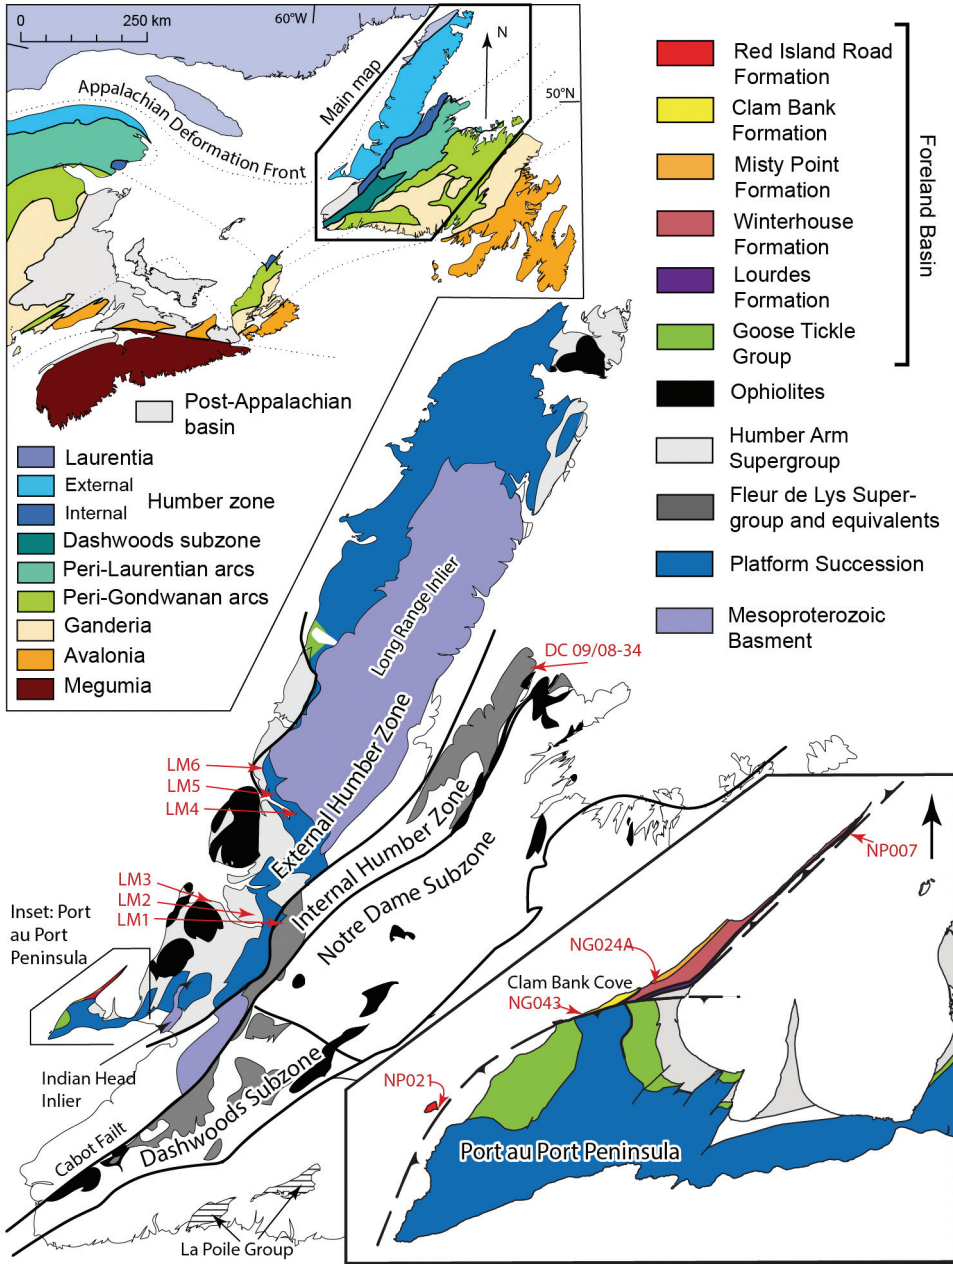 0
250 km
60°W
N
Main map
50°N
Appalachian Deformation Front
Post-Appalachian
basin
Laurentia
External
Humber zone
Internal
Dashwoods subzone
Peri-Laurentian arcs
Peri-Gondwanan arcs
Ganderia
Avalonia
Megumia
Red Island Road
Formation
Clam Bank
Formation
Misty Point
Formation
Winterhouse
Formation
Lourdes
Formation
Goose Tickle
Group
Foreland Basin
Ophiolites
Humber Arm
Supergroup
Fleur de Lys Super-
group and equivalents
Platform Succession
Mesoproterozoic
Basment
Long Range Inlier
DC 09/08-34
External Humber Zone
Internal Humber Zone
Notre Dame Subzone
LM6
LM5
LM4
LM3
LM2
LM1
Inset: Port
au Port
Peninsula
Indian Head
Inlier
Cabot Failt
Dashwoods Subzone
La Poile Group
NP007
NG024A
Clam Bank Cove
NG043
NP021
Port au Port Peninsula